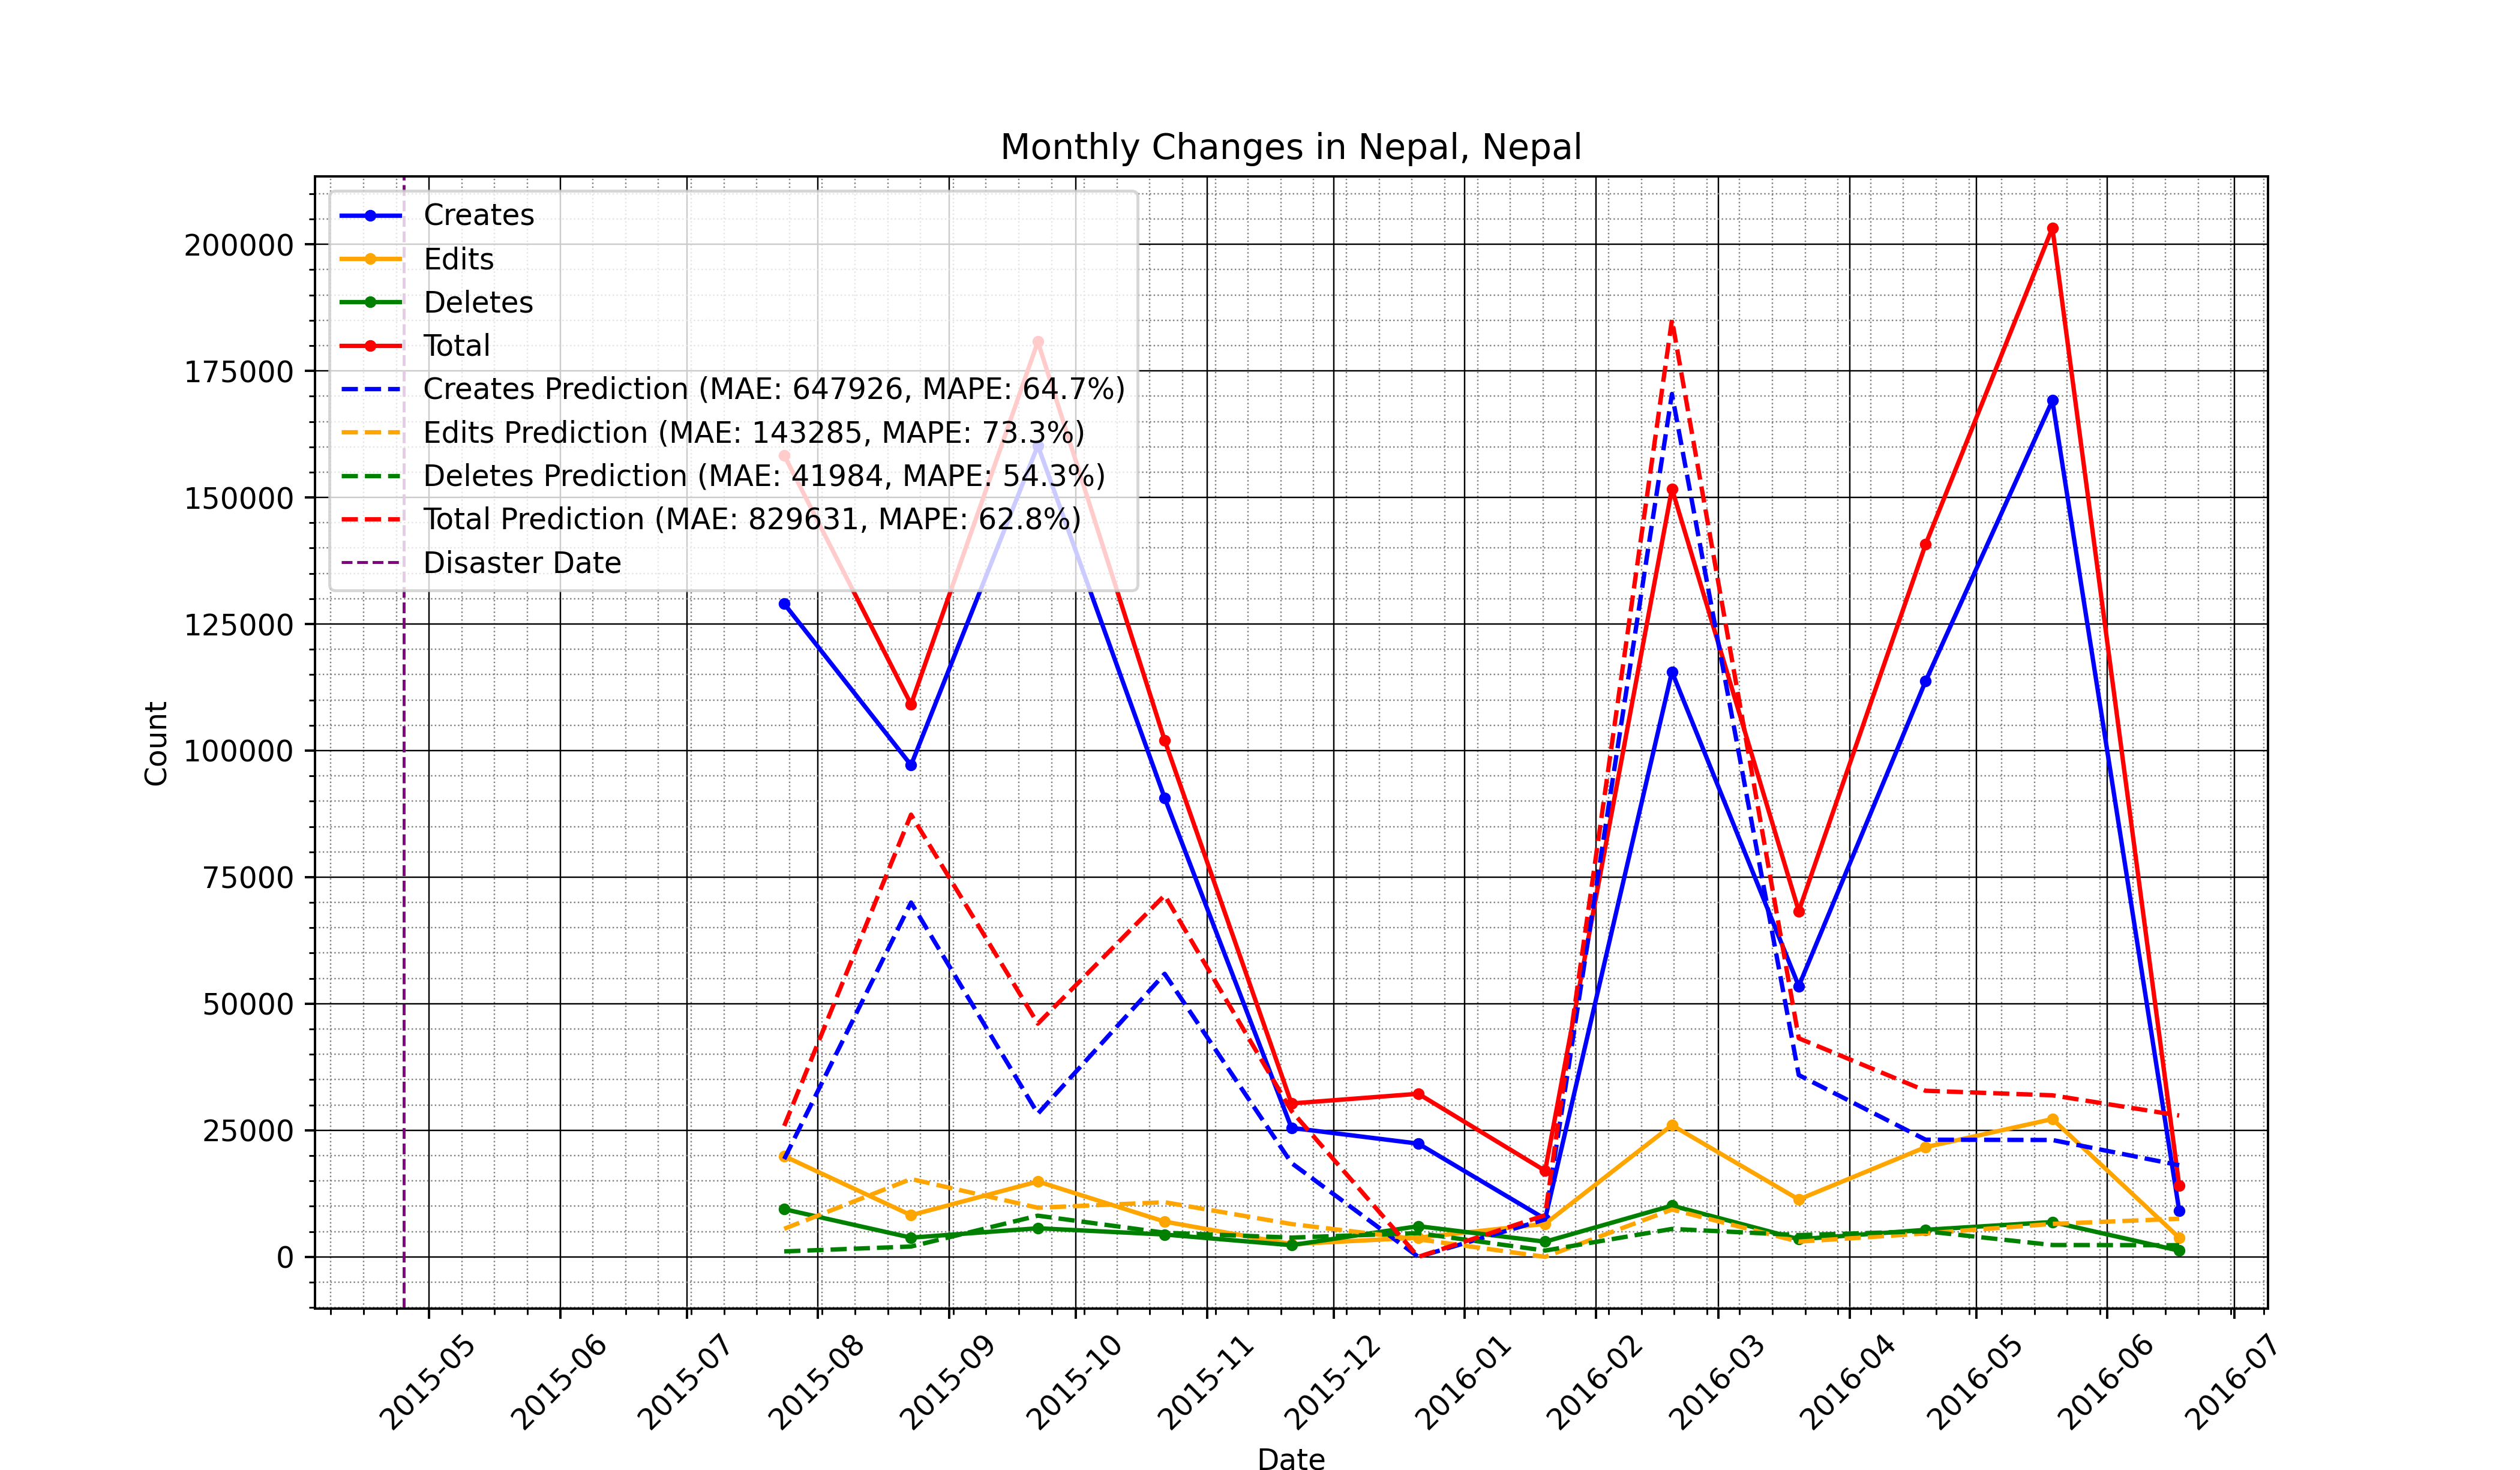 Monthly Changes in Nepal, Nepal
Creates
Edits
Deletes
Total
Creates Prediction (MAE: 647926, MAPE: 64.7%)
Edits Prediction (MAE: 143285, MAPE: 73.3%)
Deletes Prediction (MAE: 41984, MAPE: 54.3%)
Total Prediction (MAE: 829631, MAPE: 62.8%)
Disaster Date
Count
200000
175000
150000
125000
100000
75000
50000
25000
0
2015-05
2015-06
2015-07
2015-08
2015-09
2015-10
2015-11
2015-12
2016-01
2016-02
2016-03
2016-04
2016-05
2016-06
2016-07
Date